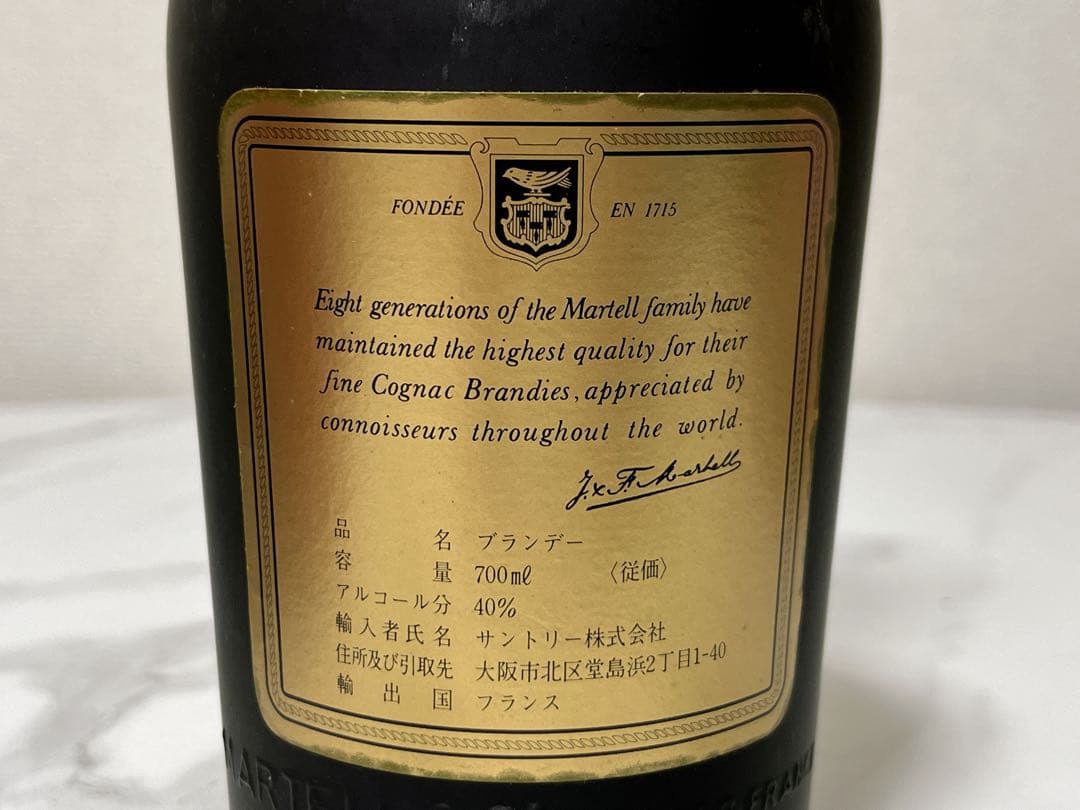 FONDÉE EN 1715
Eight generations of the Martell family have
maintained the highest quality for their
fine Cognac Brandies, appreciated by
connoisseurs throughout the world.
J. & F. Martell
品名 ブランデー
容量 700ml 〈従価〉
アルコール分 40%
輸入者氏名 サントリー株式会社
住所及び引取先 大阪市北区堂島浜2丁目1-40
輸出国 フランス